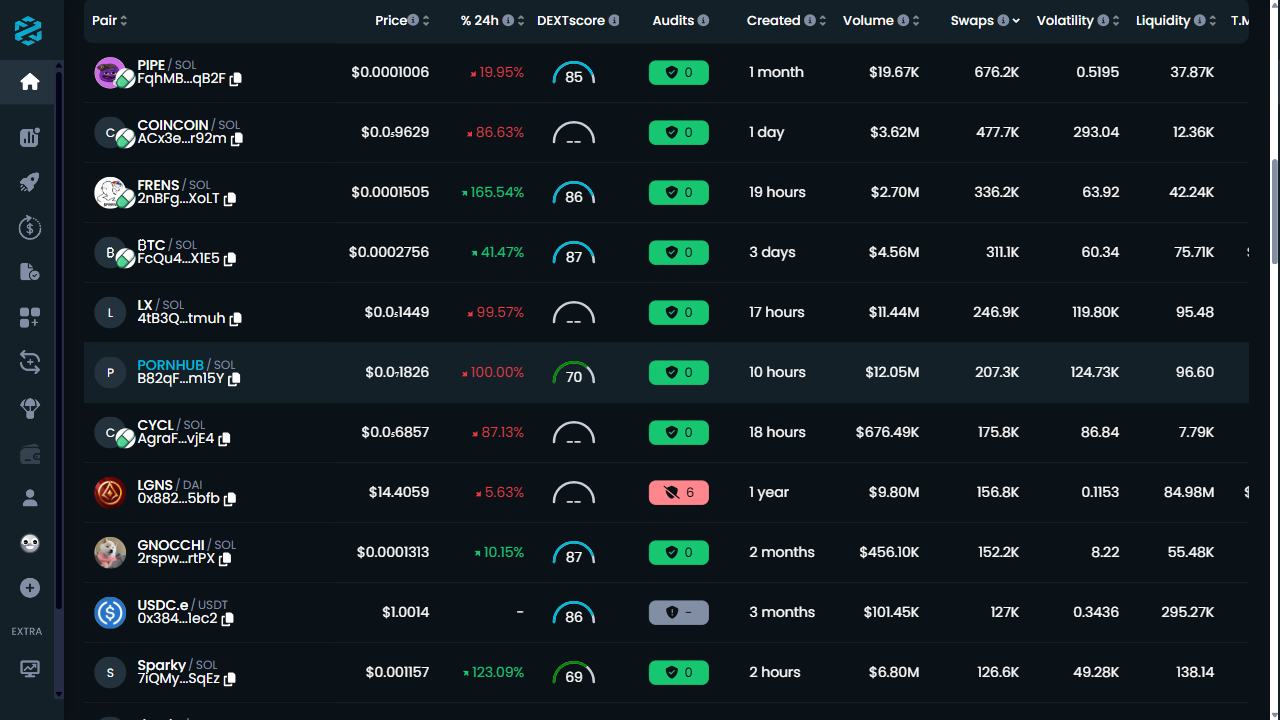 Pair Price % 24h DEXTscore Audits Created Volume Swaps Volatility Liquidity T.M
PIPE / SOL
FqhMB...qB2F
$0.0001006 19.95% 85 0 1 month $19.67K 676.2K 0.5195 37.87K
C COINCOIN / SOL
ACx3e...r92m
86.63% -- 0 1 day $3.62M 477.7K 293.04 12.36K
FRENS / SOL
2nBFg...XoLT
$0.0001505 165.54% 86 0 19 hours $2.70M 336.2K 63.92 42.24K
B ₿TC / SOL
FcQu4...X1E5
$0.0002756 41.47% 87 0 3 days $4.56M 311.1K 60.34 75.71K
L LX / SOL
4tB3Q...tmuh
99.57% -- 0 17 hours $11.44M 246.9K 119.80K 95.48
P PORNHUB / SOL
B82qF...m15Y
100.00% 70 0 10 hours $12.05M 207.3K 124.73K 96.60
C CYCL / SOL
AgraF...vjE4
87.13% -- 0 18 hours $676.49K 175.8K 86.84 7.79K
LGNS / DAI
0x882...5bfb
$14.4059 5.63% -- 6 1 year $9.80M 156.8K 0.1153 84.98M
GNOCCHI / SOL
2rspw...rtPX
$0.0001313 10.15% 87 0 2 months $456.10K 152.2K 8.22 55.48K
USDC.e / USDT
0x384...1ec2
$1.0014 - 86 - 3 months $101.45K 127K 0.3436 295.27K
EXTRA
S Sparky / SOL
7iQMy...SqEz
$0.001157 123.09% 69 0 2 hours $6.80M 126.6K 49.28K 138.14